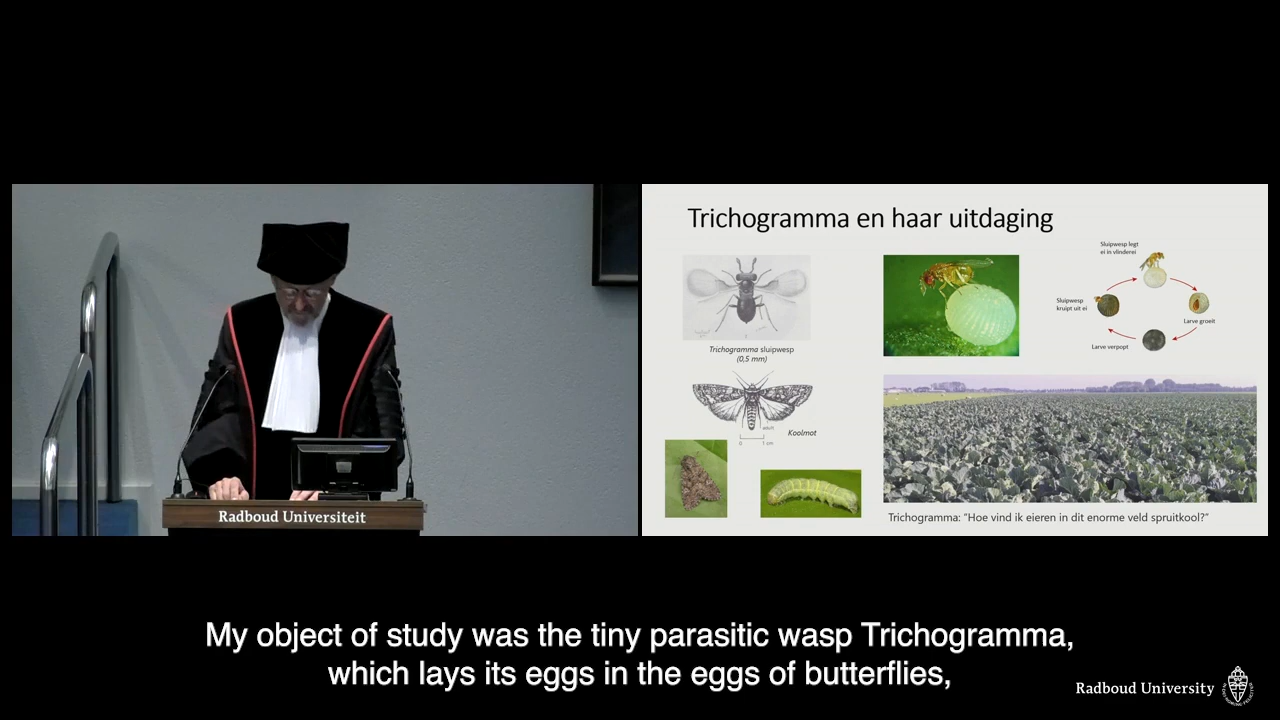 Trichogramma en haar uitdaging
Sluipwesp legt
ei in vlinderei
Sluipwesp
kruipt uit ei
Larve groeit
Larve verpopt
Trichogramma sluipwesp
(0,5 mm)
adult
Koolmot
0 1 cm
Trichogramma: “Hoe vind ik eieren in dit enorme veld spruitkool?”
Radboud Universiteit
My object of study was the tiny parasitic wasp Trichogramma,
which lays its eggs in the eggs of butterflies,
Radboud University